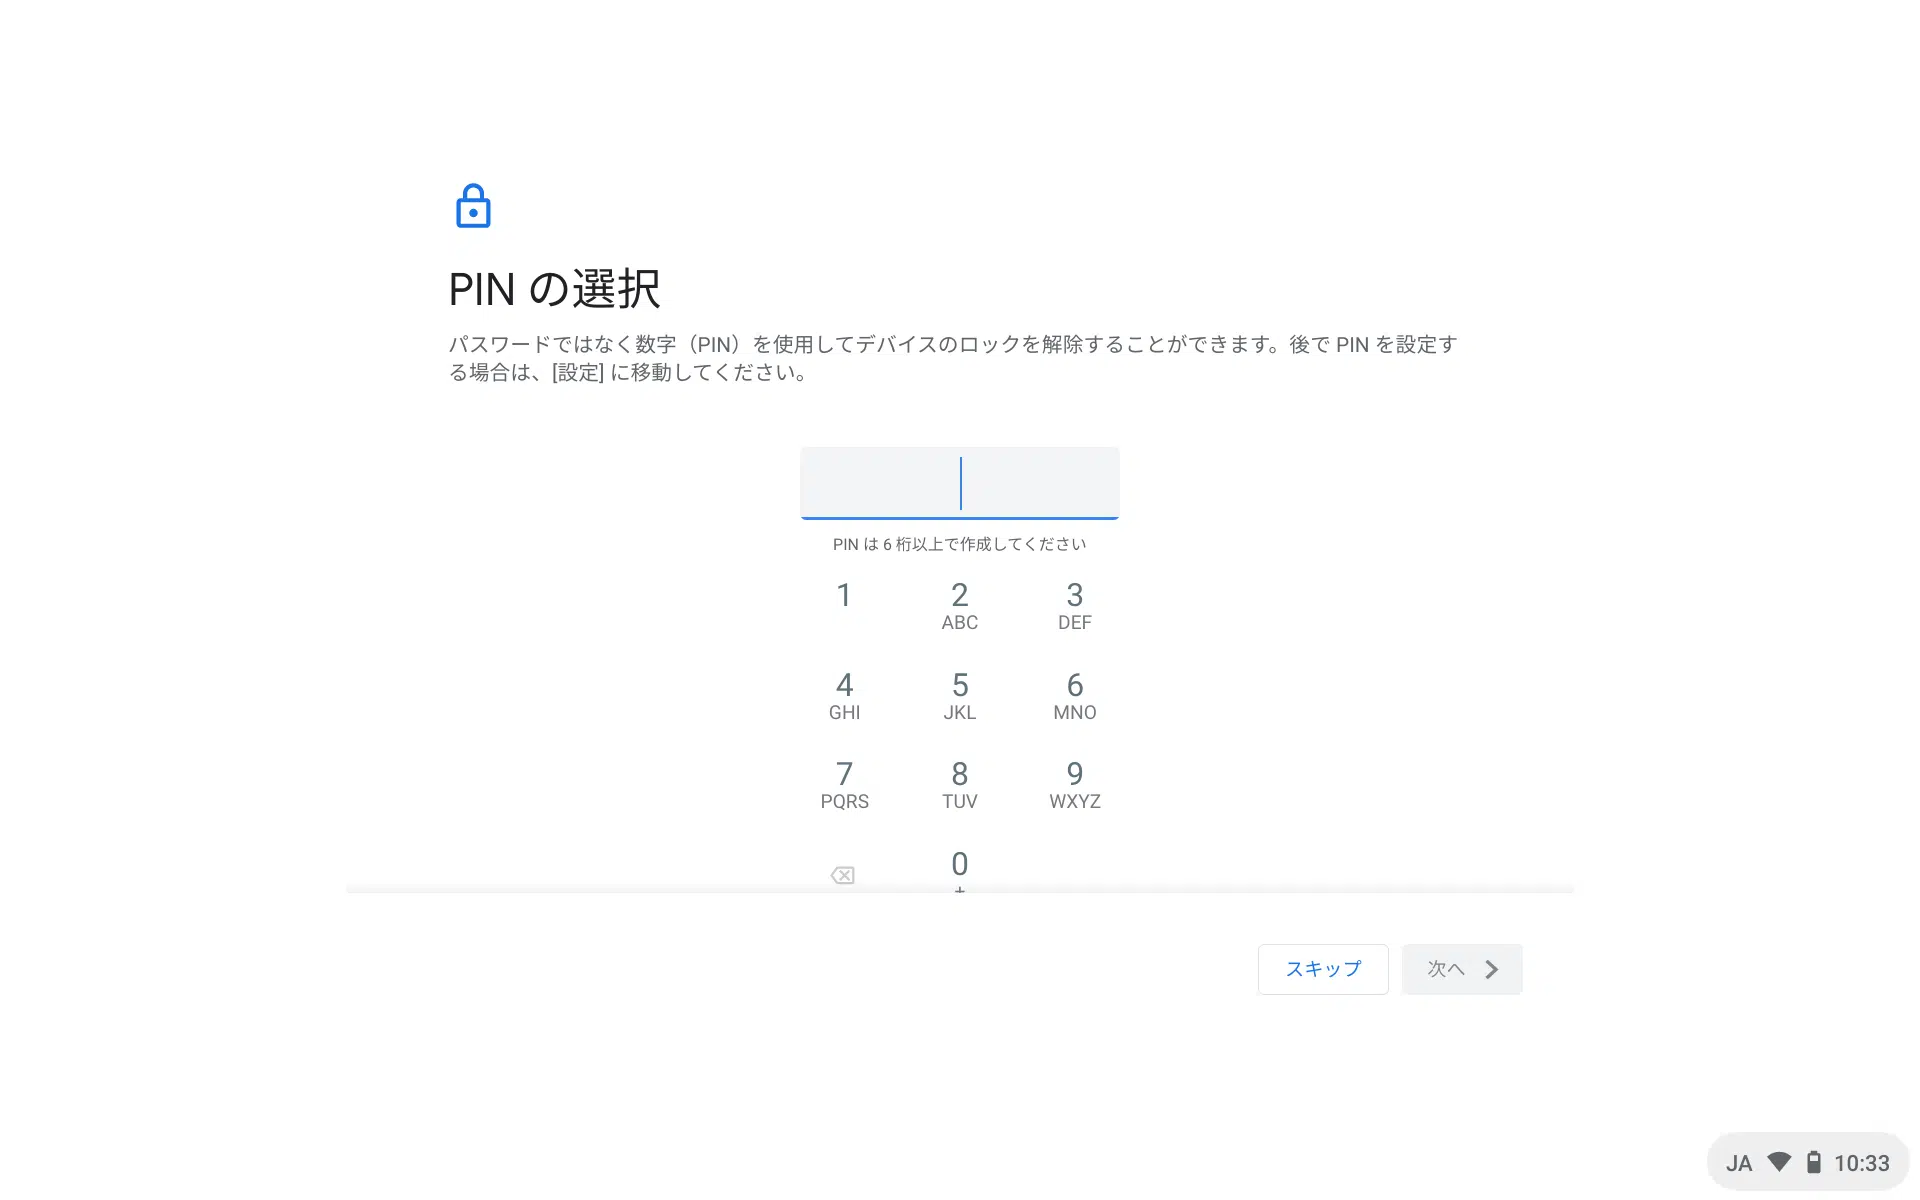 PIN の選択
パスワードではなく数字（PIN）を使用してデバイスのロックを解除することができます。後で PIN を設定す
る場合は、[設定] に移動してください。
PIN は 6 桁以上で作成してください
1 2 3
ABC DEF
4 5 6
GHI JKL MNO
7 8 9
PQRS TUV WXYZ
0
+
スキップ 次へ
JA 10:33